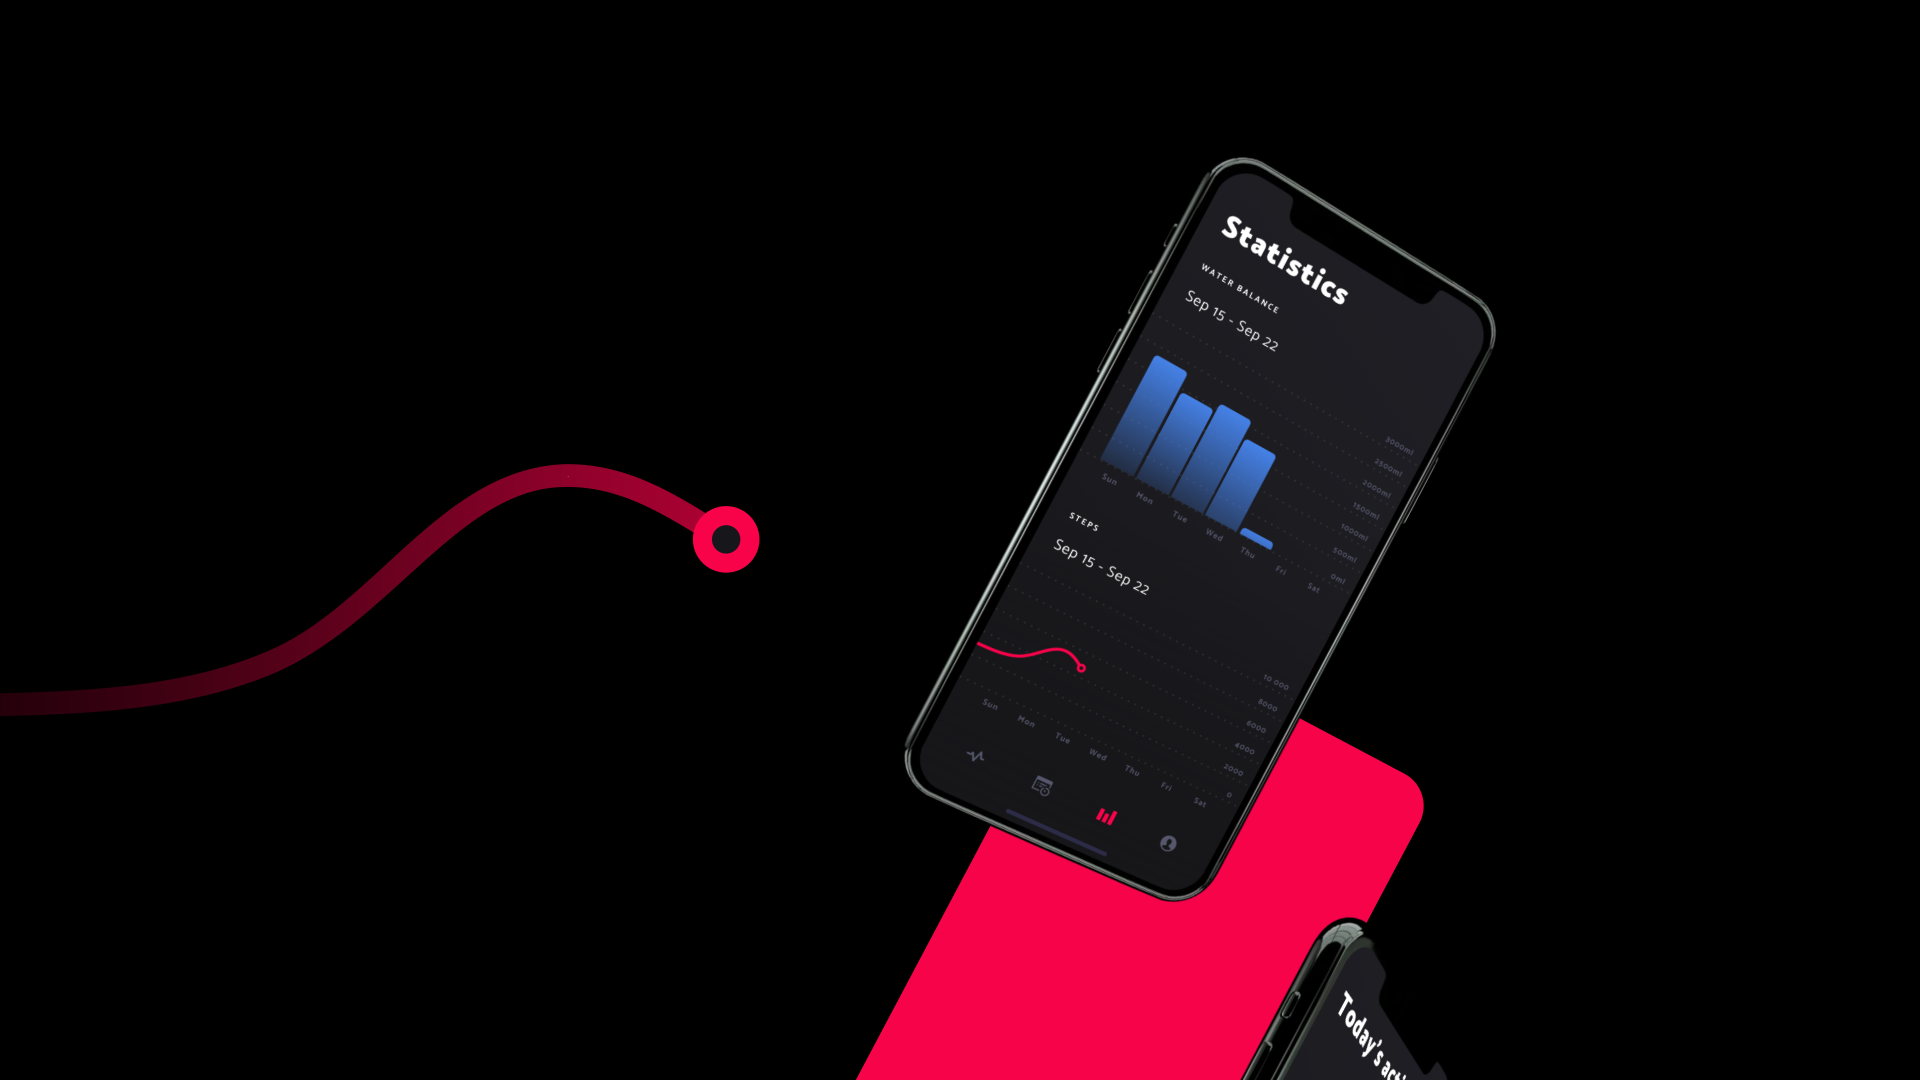 Statistics
WATER BALANCE
Sep 15 - Sep 22
3000ml
2500ml
2000ml
1500ml
1000ml
500ml
0ml
Sun Mon Tue Wed Thu Fri Sat
STEPS
Sep 15 - Sep 22
10 000
8000
6000
4000
2000
0
Sun Mon Tue Wed Thu Fri Sat
Today's acti